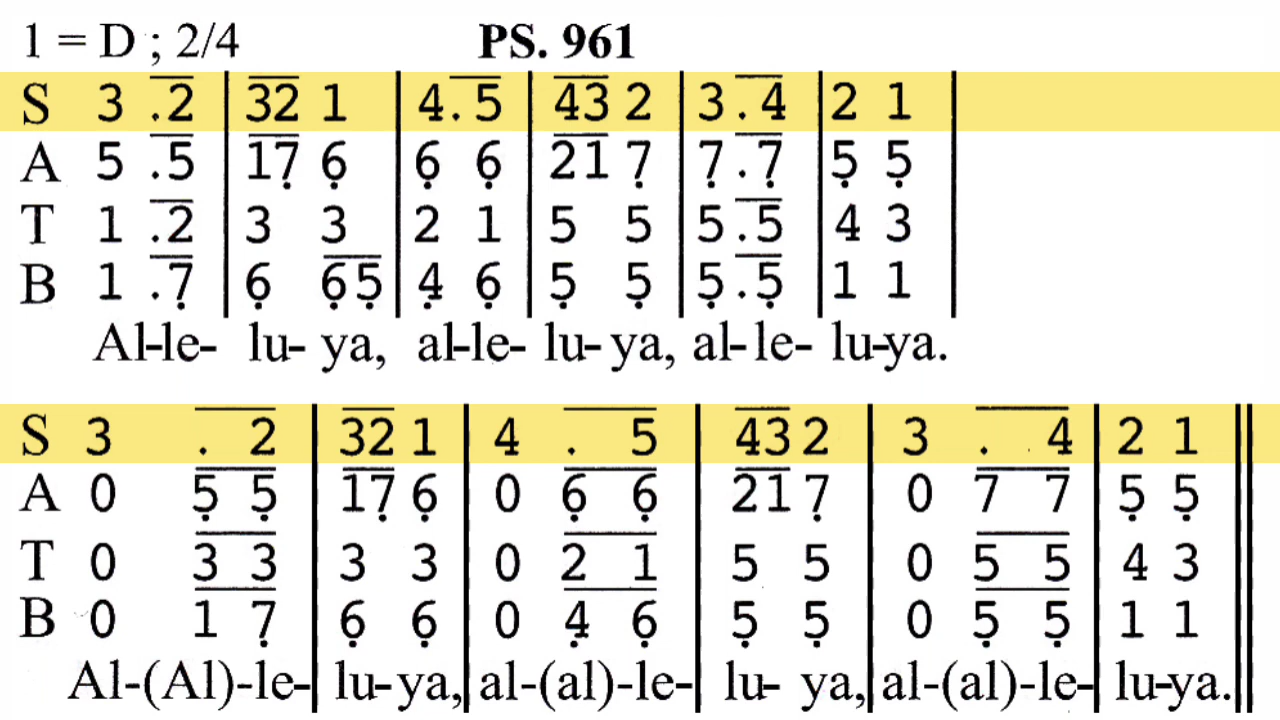 1 = D ; 2/4 PS. 961
S 3 .2 | 32 1 | 4. 5 | 43 2 | 3 . 4 | 2 1 |
A 5 .5 | 17̣ 6̣ | 6̣ 6̣ | 21 7̣ | 7̣ . 7̣ | 5̣ 5̣ |
T 1 .2 | 3 3 | 2 1 | 5 5 | 5 . 5 | 4 3 |
B 1 .7̣ | 6̣ 6̣5̣ | 4̣ 6̣ | 5̣ 5̣ | 5̣ . 5̣ | 1 1 |
Al-le- lu- ya, al-le- lu- ya, al- le- lu-ya.
S 3 . 2 | 32 1 | 4 . 5 | 43 2 | 3 . 4 | 2 1 ||
A 0 5̣ 5̣ | 17̣ 6̣ | 0 6̣ 6̣ | 21 7̣ | 0 7 7 | 5̣ 5̣ ||
T 0 3 3 | 3 3 | 0 2 1 | 5 5 | 0 5 5 | 4 3 ||
B 0 1 7̣ | 6̣ 6̣ | 0 4̣ 6̣ | 5̣ 5̣ | 0 5̣ 5̣ | 1 1 ||
Al-(Al)-le-| lu-ya,| al-(al)-le-| lu- ya,| al-(al)-le-| lu-ya.||